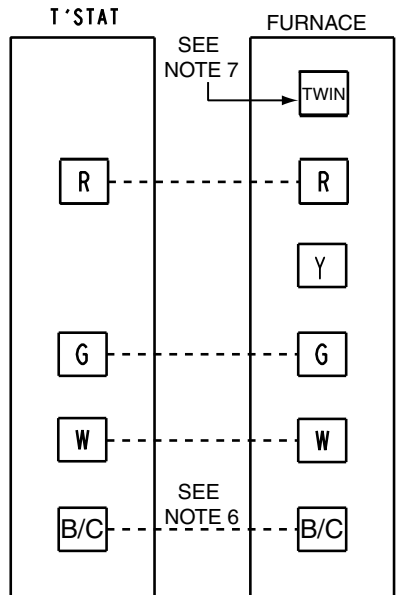 T'STAT
FURNACE
SEE
NOTE 7
TWIN
R
R
Y
G
G
W
W
SEE
NOTE 6
B/C
B/C